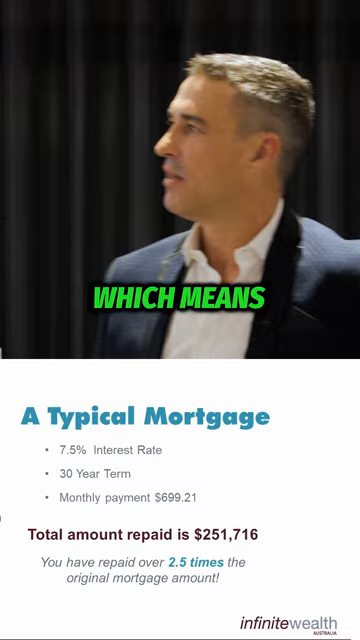 WHICH MEANS
A Typical Mortgage
• 7.5% Interest Rate
• 30 Year Term
• Monthly payment $699.21
Total amount repaid is $251,716
You have repaid over 2.5 times the
original mortgage amount!
infinitewealth
AUSTRALIA